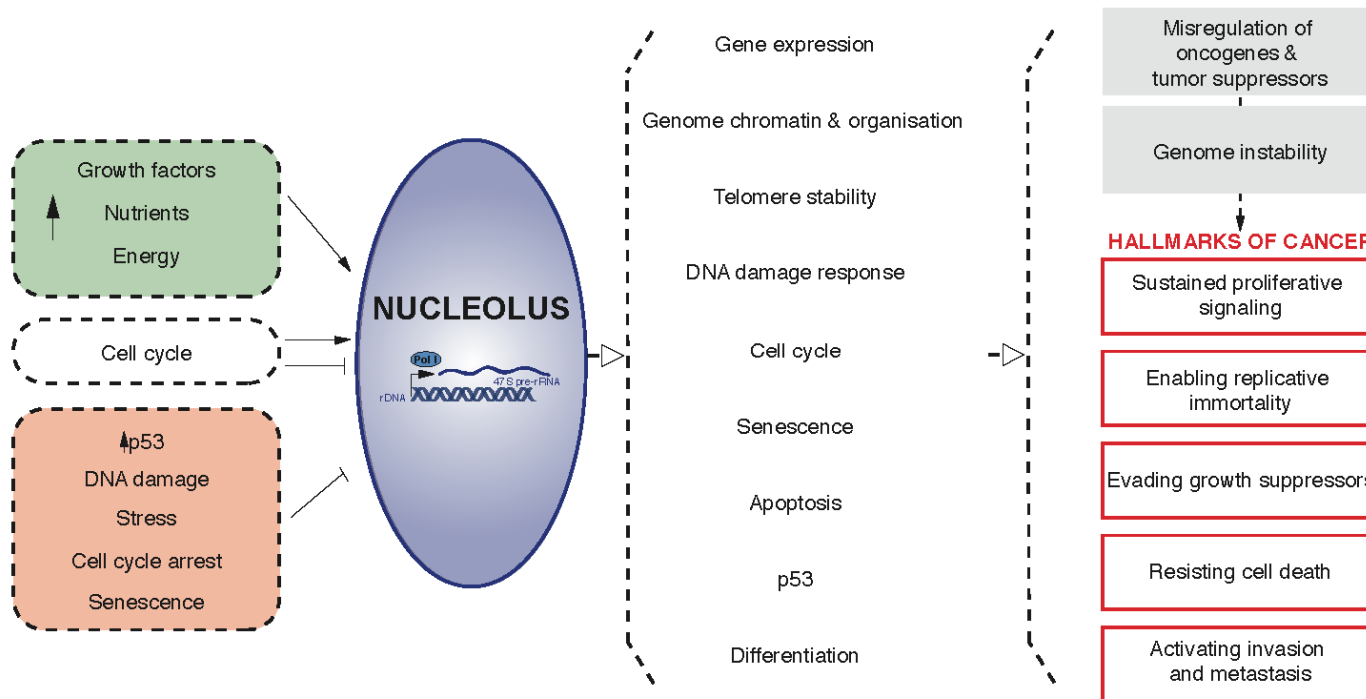 Growth factors
Nutrients
Energy
Cell cycle
p53
DNA damage
Stress
Cell cycle arrest
Senescence
NUCLEOLUS
Pol I
47S pre-rRNA
rDNA
Gene expression
Genome chromatin & organisation
Telomere stability
DNA damage response
Cell cycle
Senescence
Apoptosis
p53
Differentiation
Misregulation of
oncogenes &
tumor suppressors
Genome instability
HALLMARKS OF CANCER
Sustained proliferative
signaling
Enabling replicative
immortality
Evading growth suppressors
Resisting cell death
Activating invasion
and metastasis